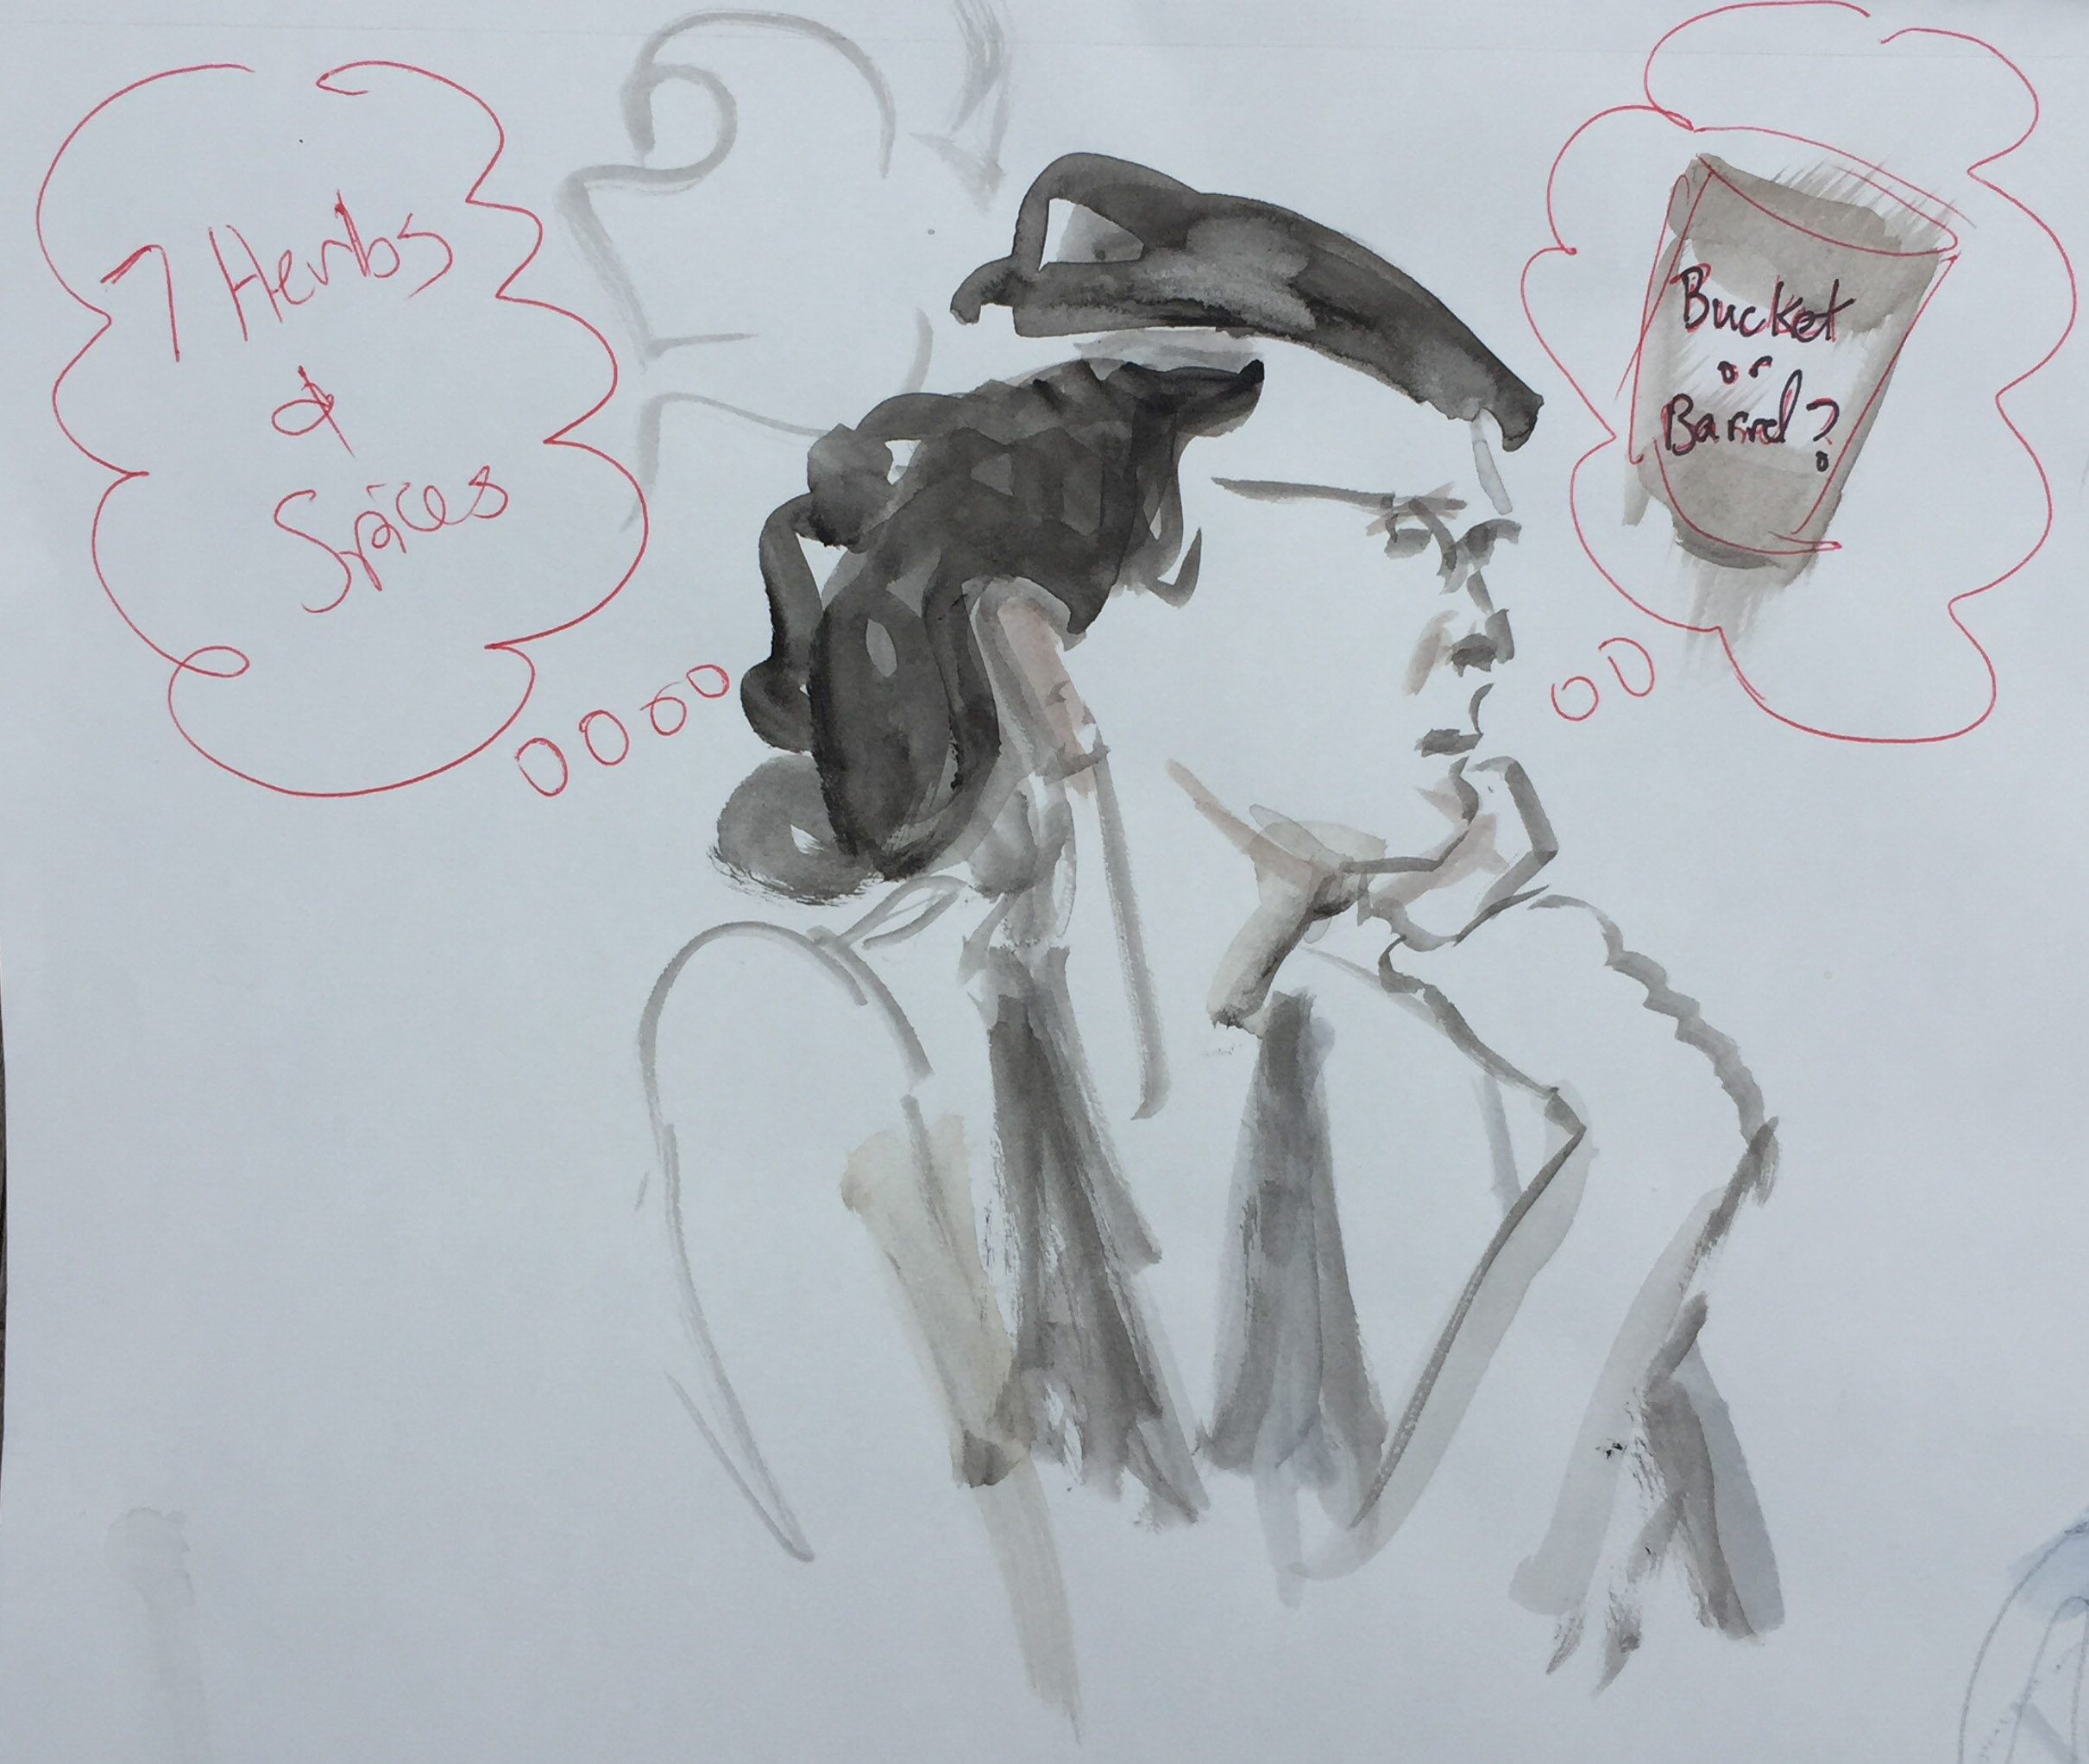 7 Herbs
&
Spices
Bucket
or
Barrel?